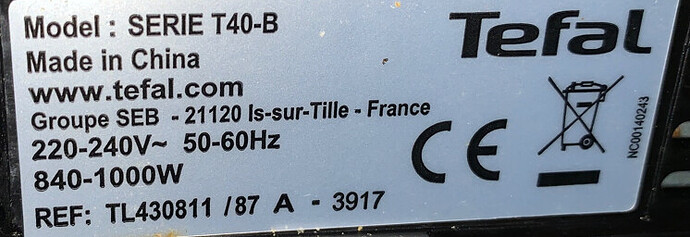 Model : SERIE T40-B
Tefal
Made in China
www.tefal.com
Groupe SEB - 21120 Is-sur-Tille - France
220-240V~ 50-60Hz
840-1000W
REF: TL430811 /87 A - 3917
CE
NC00140243